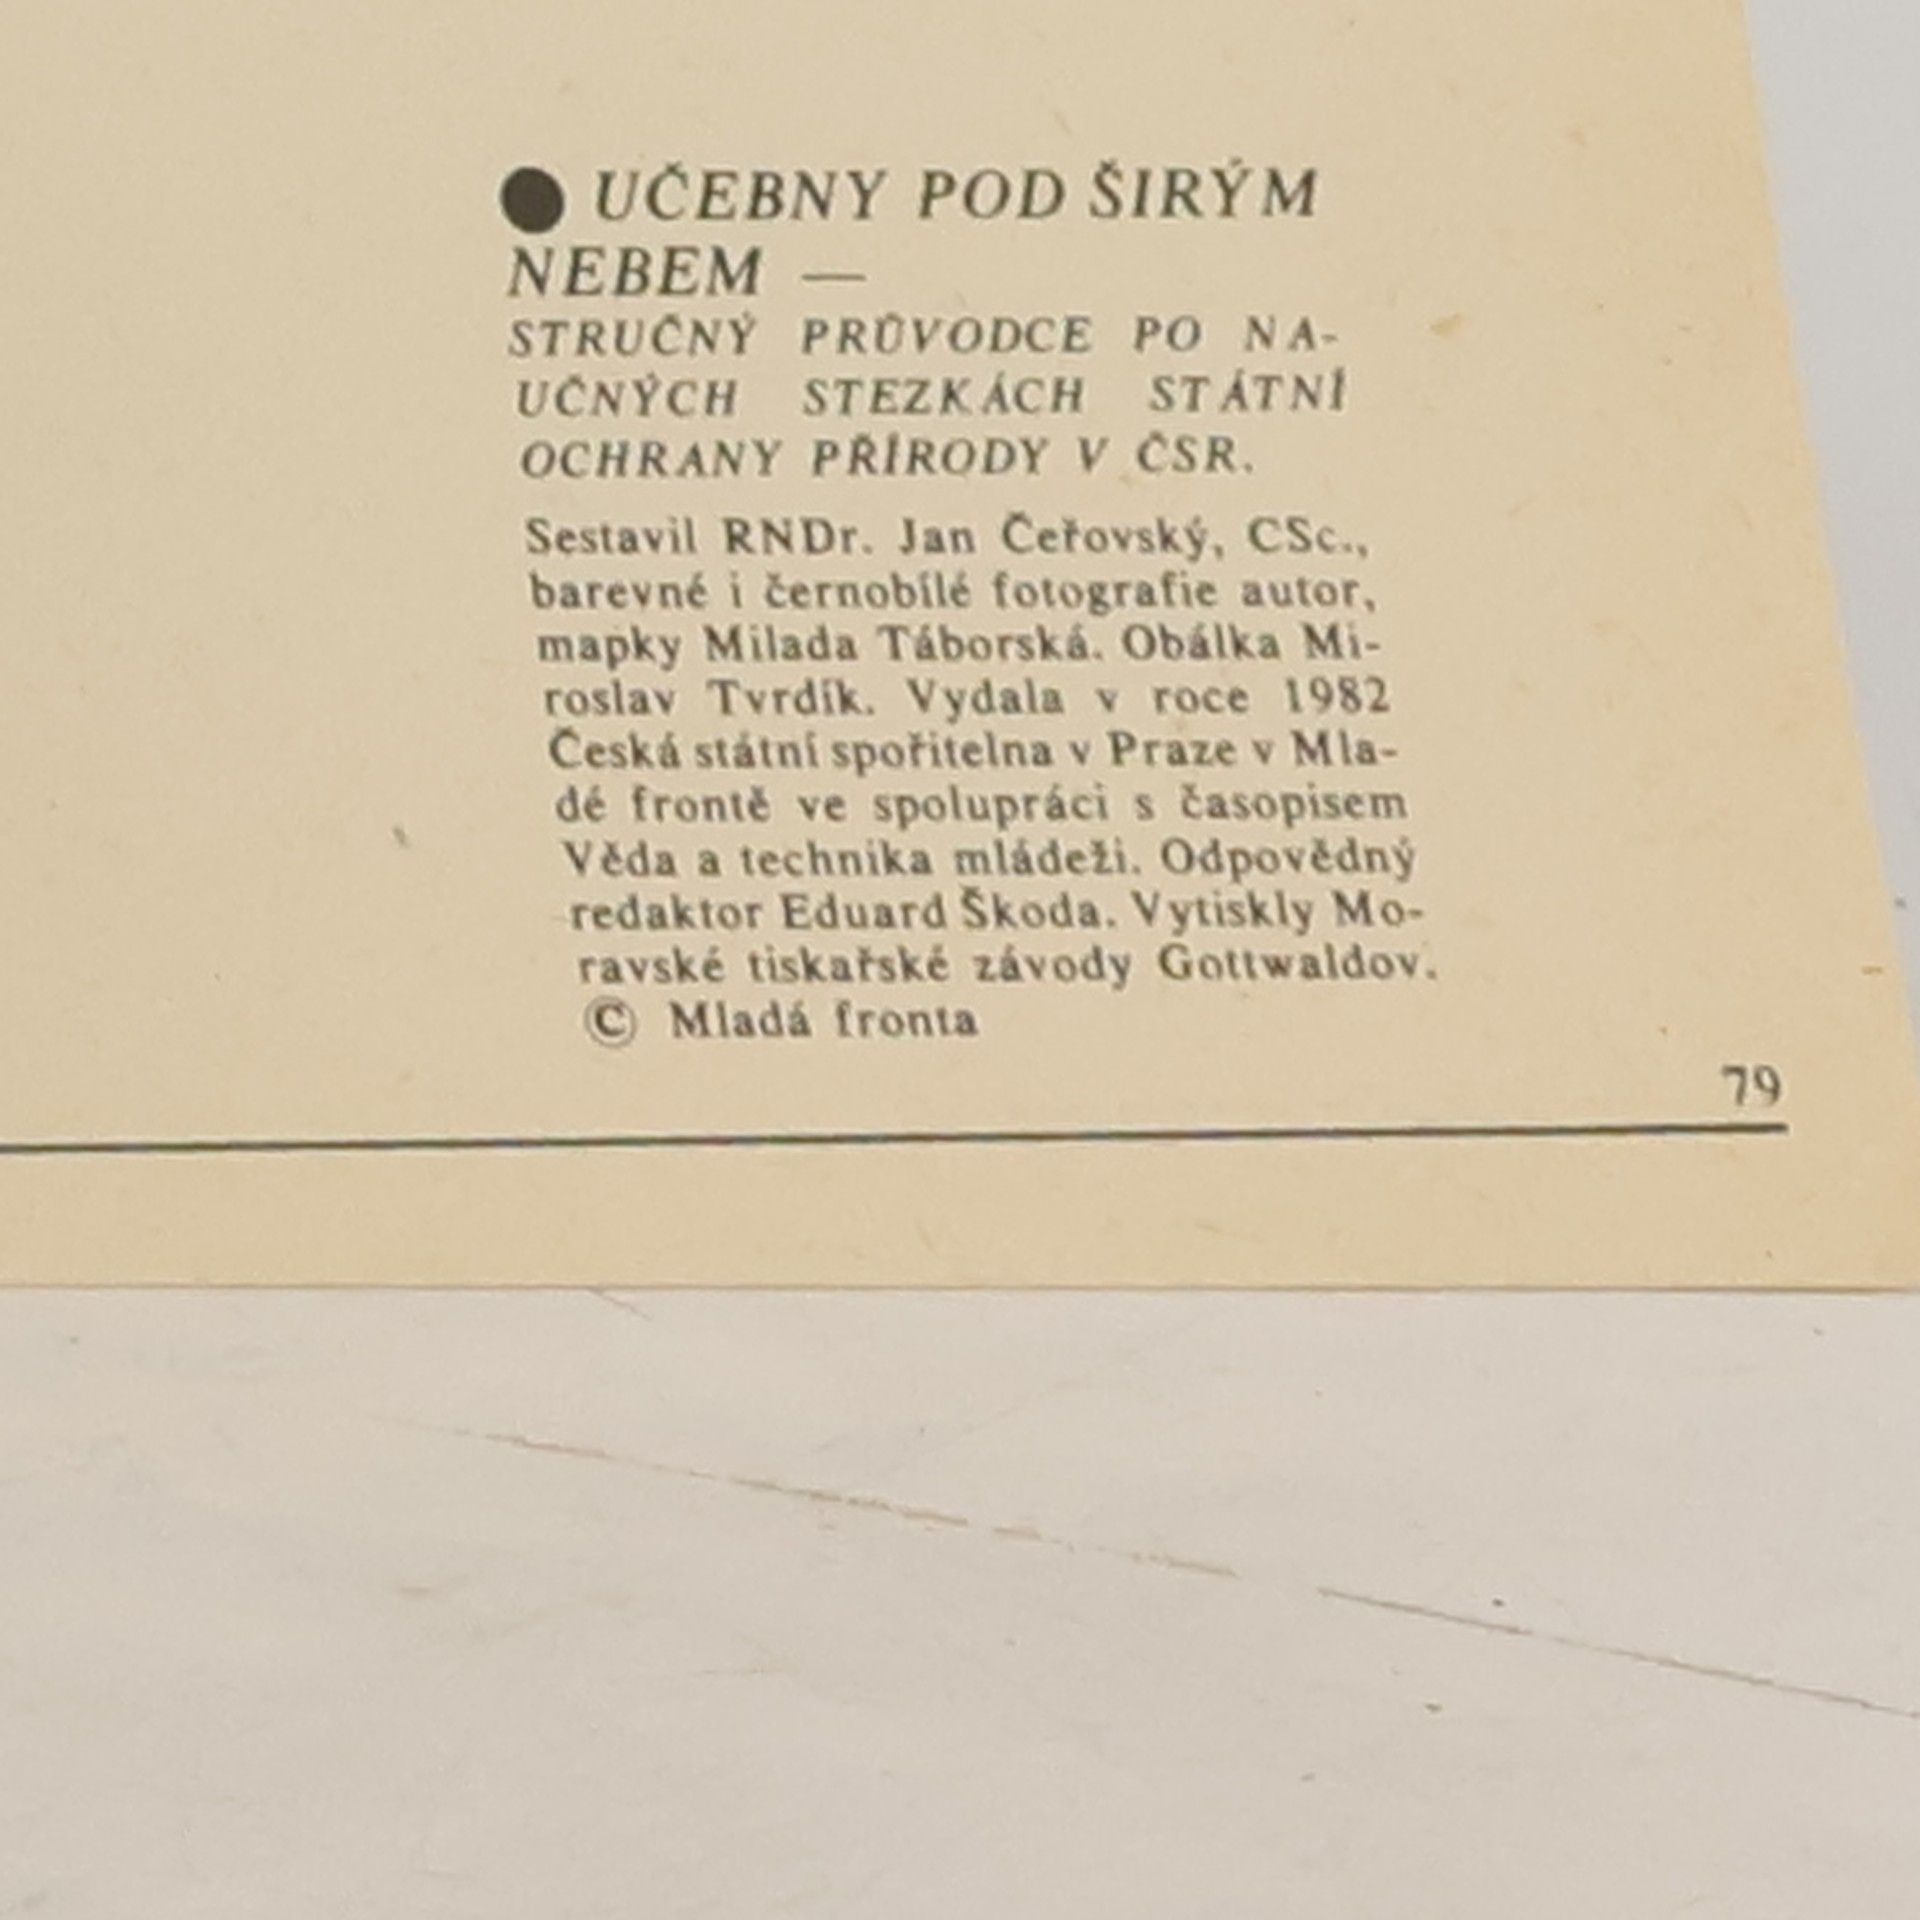 ● UČEBNY POD ŠIRÝM
NEBEM —
STRUČNÝ PRŮVODCE PO NA-
UČNÝCH STEZKÁCH STÁTNÍ
OCHRANY PŘÍRODY V ČSR.
Sestavil RNDr. Jan Čeřovský, CSc.,
barevné i černobílé fotografie autor,
mapky Milada Táborská. Obálka Mi-
roslav Tvrdík. Vydala v roce 1982
Česká státní spořitelna v Praze v Mla-
dé frontě ve spolupráci s časopisem
Věda a technika mládeži. Odpovědný
redaktor Eduard Škoda. Vytiskly Mo-
ravské tiskařské závody Gottwaldov.
© Mladá fronta
79